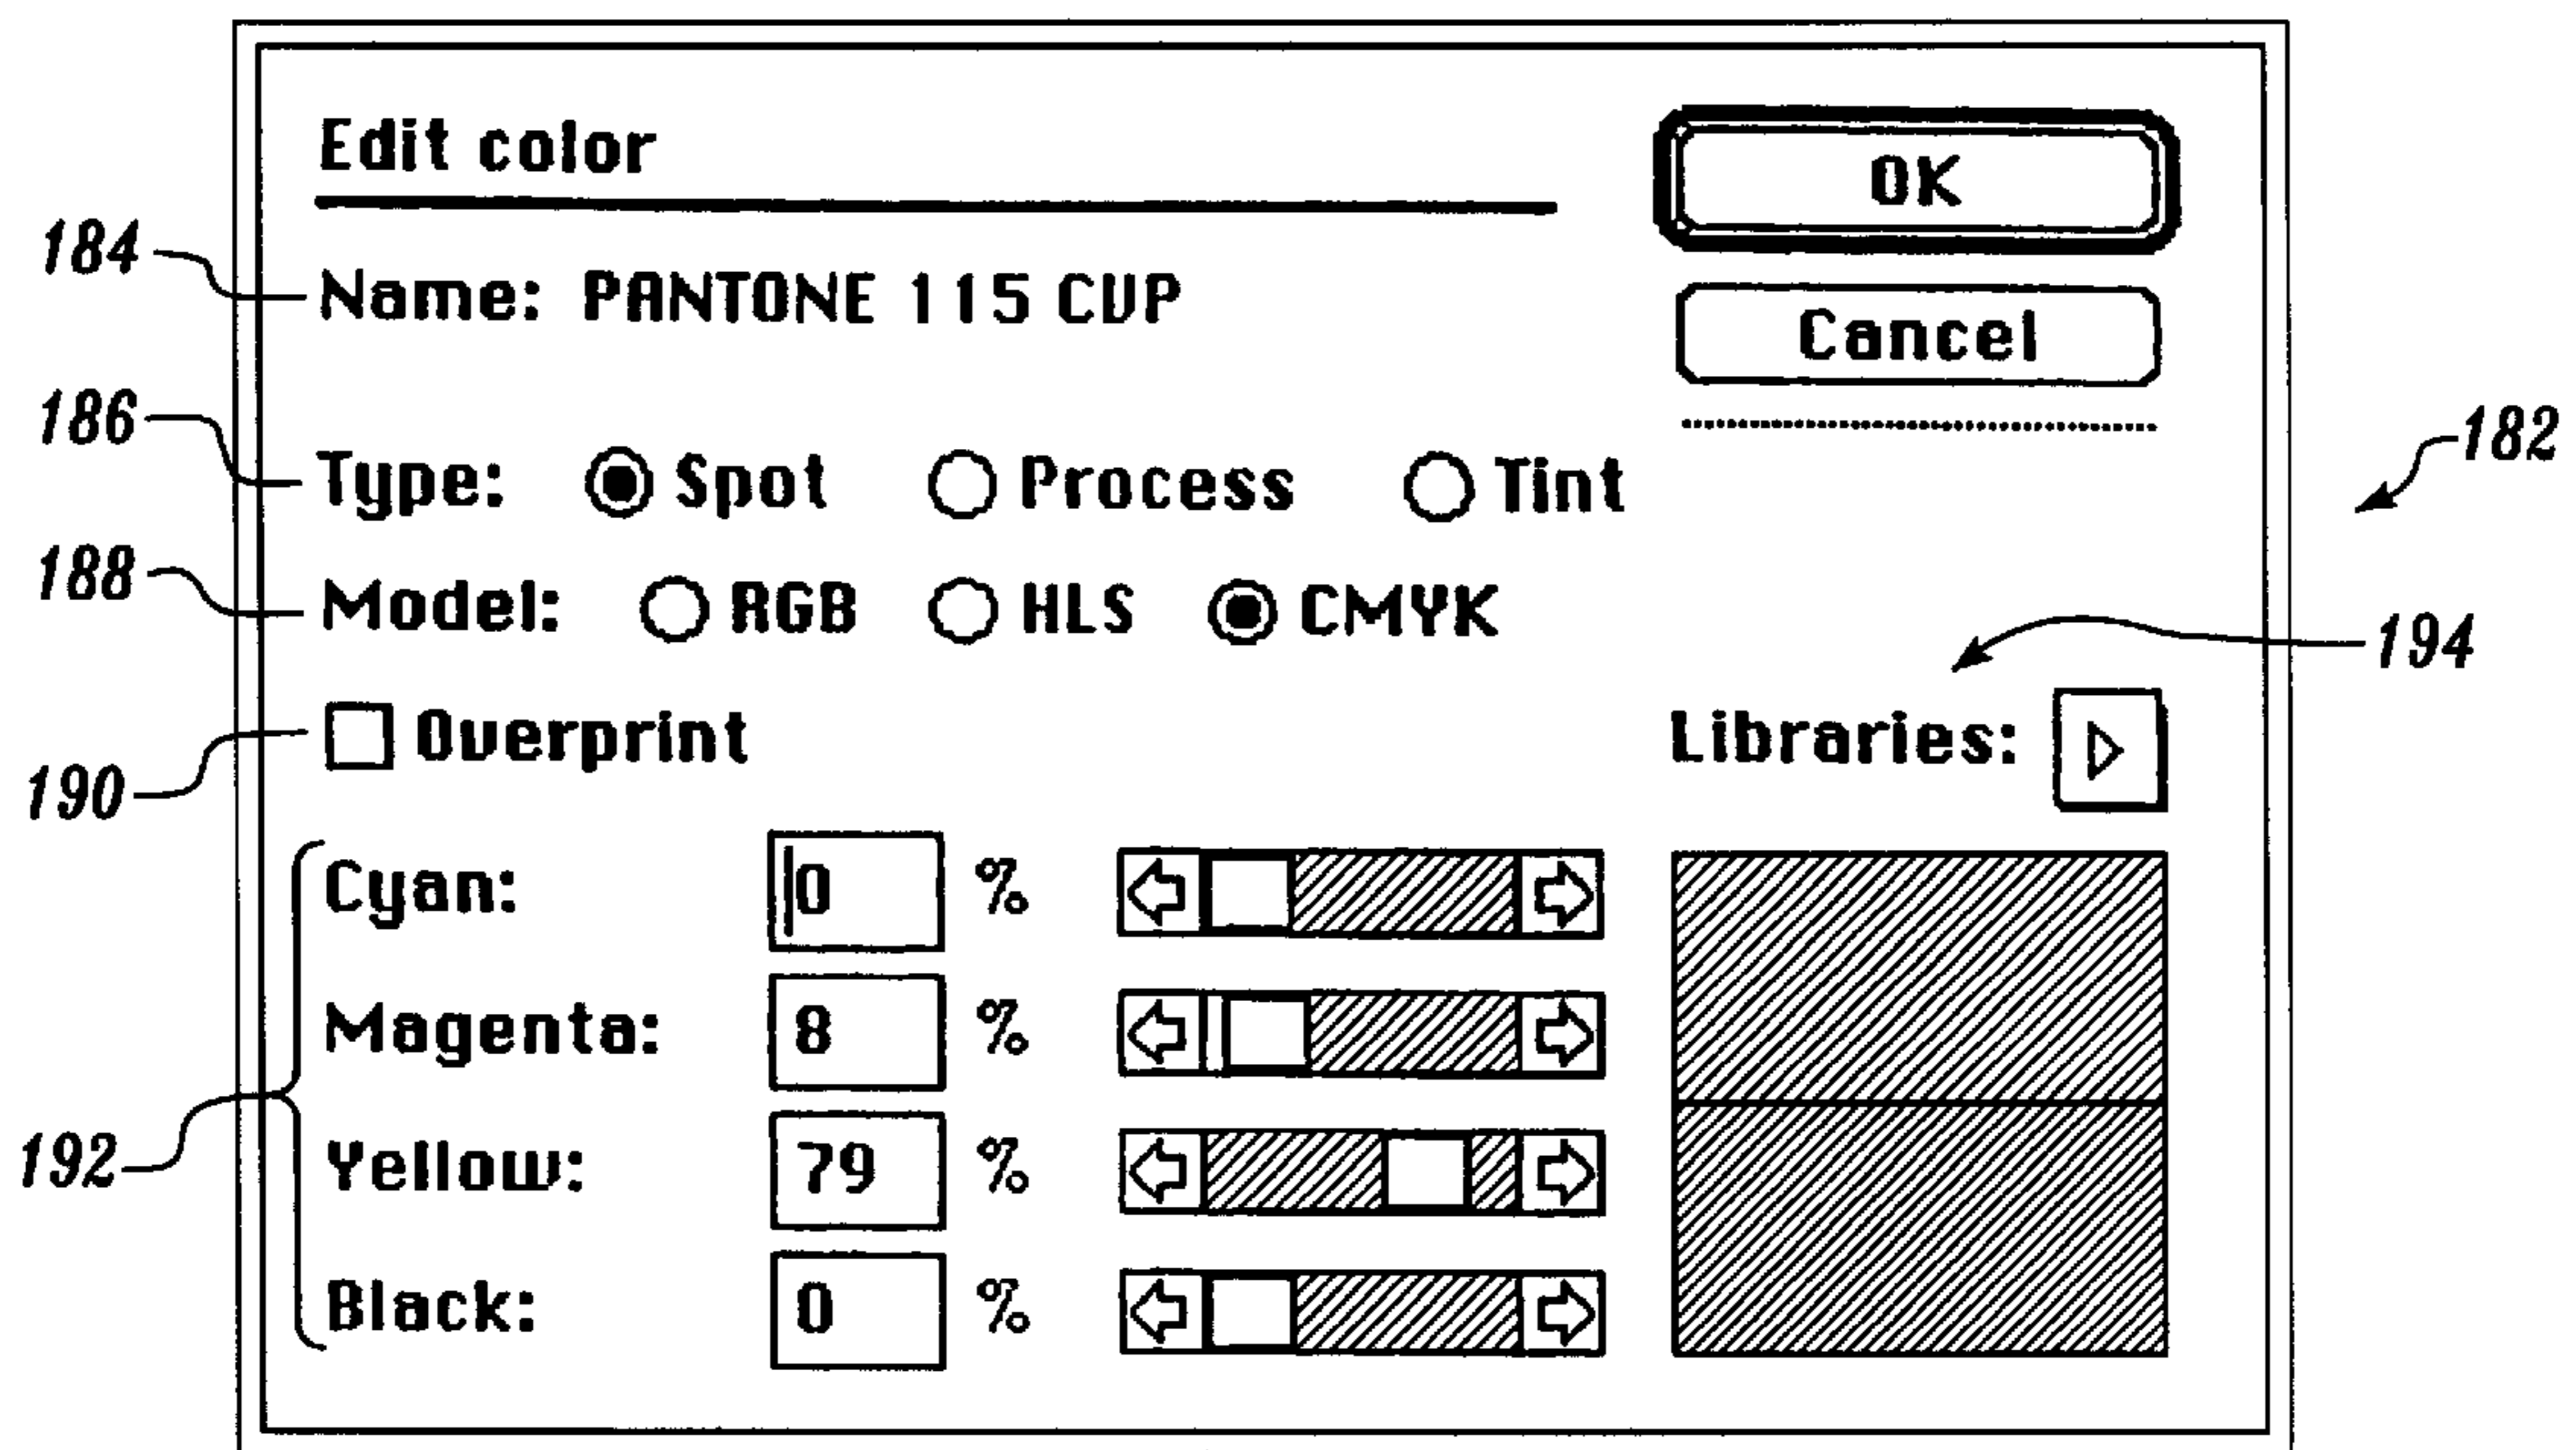 Edit color
OK
184
Name: PANTONE 115 CVP
Cancel
186
Type: Spot Process Tint
182
188
Model: RGB HLS CMYK
194
190
Overprint
Libraries:
192
Cyan: 0 %
Magenta: 8 %
Yellow: 79 %
Black: 0 %